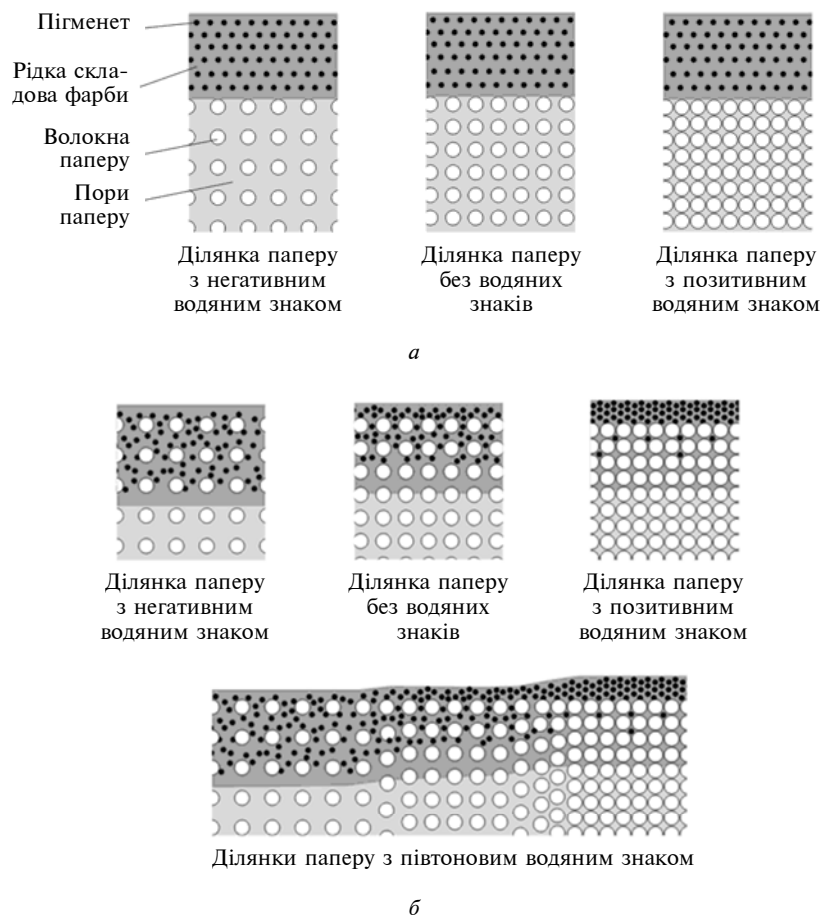 Пігменет
Рідка скла-
дова фарби
Волокна
паперу
Пори
паперу
Ділянка паперу
з негативним
водяним знаком
Ділянка паперу
без водяних
знаків
Ділянка паперу
з позитивним
водяним знаком
а
Ділянка паперу
з негативним
водяним знаком
Ділянка паперу
без водяних
знаків
Ділянка паперу
з позитивним
водяним знаком
Ділянки паперу з півтоновим водяним знаком
б